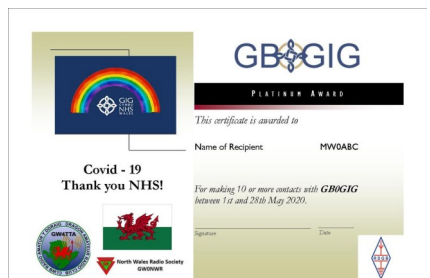 GIG
CYMRU
NHS
WALES
Covid - 19
Thank you NHS!
GW4TTA
North Wales Radio Society
GW0NWR
GB0GIG
PLATINUM AWARD
This certificate is awarded to
Name of Recipient MW0ABC
For making 10 or more contacts with GB0GIG
between 1st and 28th May 2020.
Signature Date
RSGB